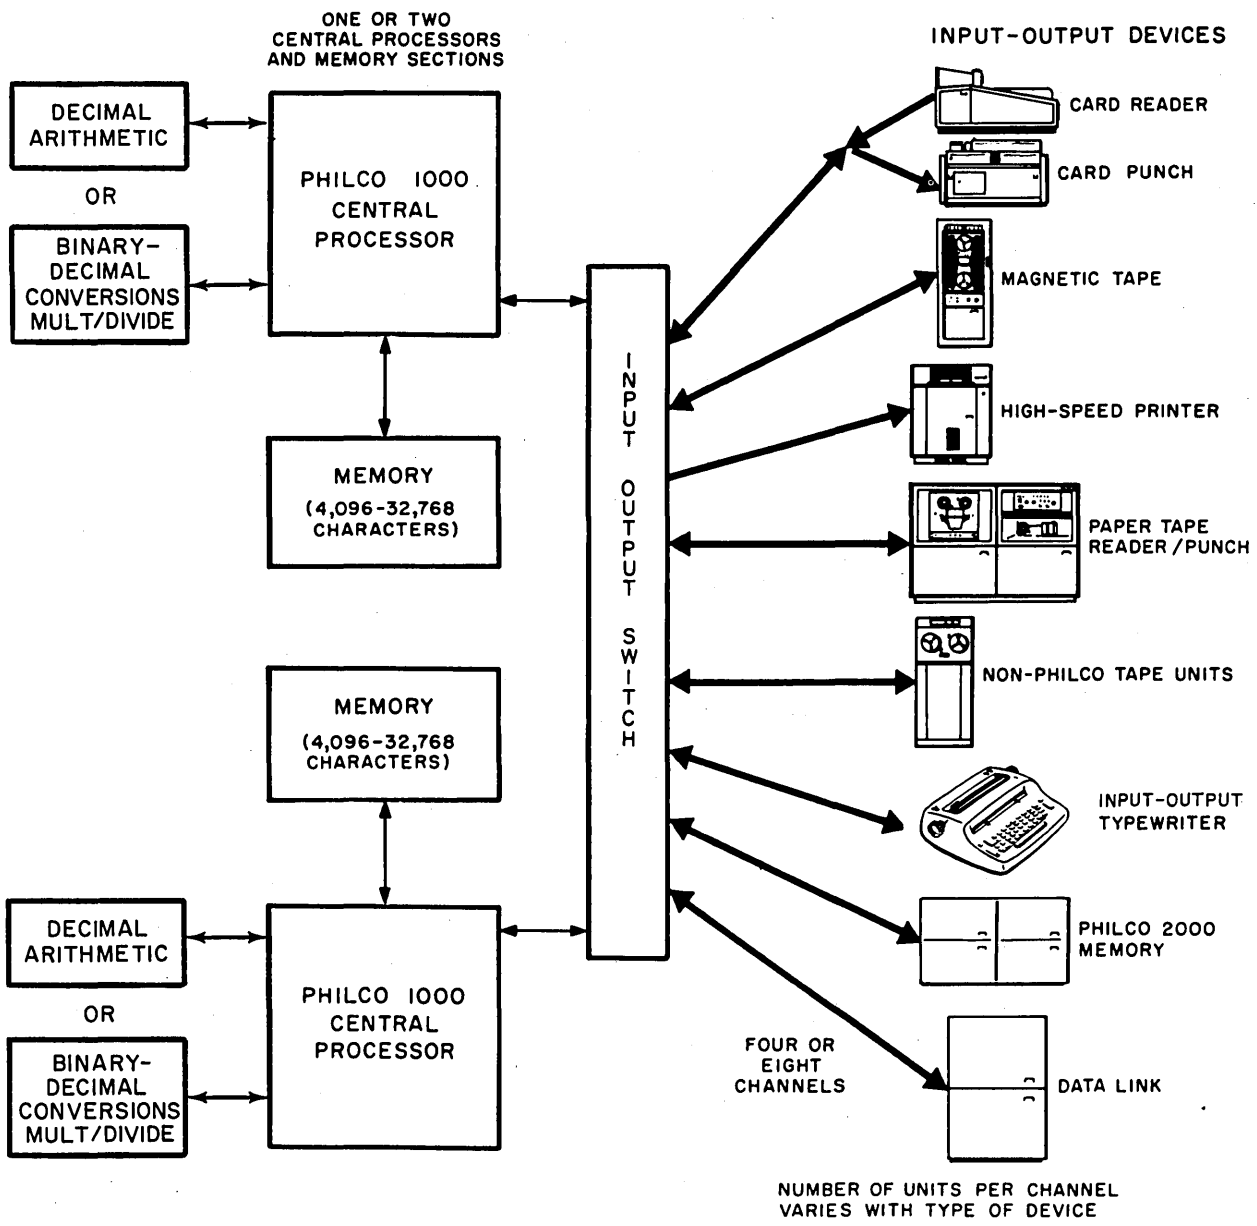 ONE OR TWO
CENTRAL PROCESSORS
AND MEMORY SECTIONS
INPUT-OUTPUT DEVICES
DECIMAL
ARITHMETIC
OR
BINARY-
DECIMAL
CONVERSIONS
MULT/DIVIDE
PHILCO 1000
CENTRAL
PROCESSOR
MEMORY
(4,096-32,768
CHARACTERS)
MEMORY
(4,096-32,768
CHARACTERS)
DECIMAL
ARITHMETIC
OR
BINARY-
DECIMAL
CONVERSIONS
MULT/DIVIDE
PHILCO 1000
CENTRAL
PROCESSOR
INPUT OUTPUT SWITCH
CARD READER
CARD PUNCH
MAGNETIC TAPE
HIGH-SPEED PRINTER
PAPER TAPE
READER/PUNCH
NON-PHILCO TAPE UNITS
INPUT-OUTPUT
TYPEWRITER
PHILCO 2000
MEMORY
FOUR OR
EIGHT
CHANNELS
DATA LINK
NUMBER OF UNITS PER CHANNEL
VARIES WITH TYPE OF DEVICE